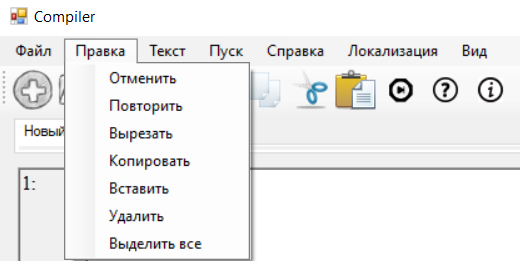 Compiler
Файл Правка Текст Пуск Справка Локализация Вид
Отменить
Повторить
Вырезать
Копировать
Вставить
Удалить
Выделить все
Новый
1: